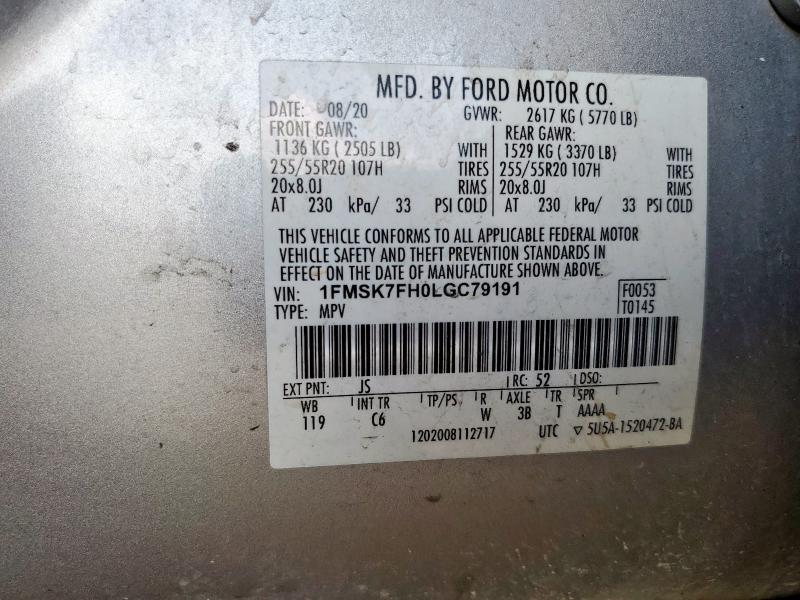 MFD. BY FORD MOTOR CO.
DATE: 08/20 GVWR: 2617 KG ( 5770 LB)
FRONT GAWR: REAR GAWR:
1136 KG ( 2505 LB) WITH 1529 KG ( 3370 LB) WITH
255/55R20 107H TIRES 255/55R20 107H TIRES
20x8.0J RIMS 20x8.0J RIMS
AT 230 kPa/ 33 PSI COLD AT 230 kPa/ 33 PSI COLD
THIS VEHICLE CONFORMS TO ALL APPLICABLE FEDERAL MOTOR
VEHICLE SAFETY AND THEFT PREVENTION STANDARDS IN
EFFECT ON THE DATE OF MANUFACTURE SHOWN ABOVE.
VIN: 1FMSK7FH0LGC79191 F0053
TYPE: MPV T0145
EXT PNT: JS RC: 52 DSO:
WB INT TR TP/PS R AXLE TR SPR
119 C6 W 3B T AAAA
1202008112717 UTC ▽ 5U5A-1520472-BA